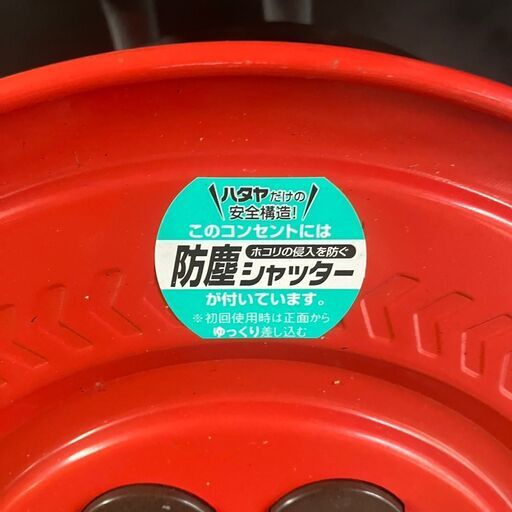 ハタヤだけの
安全構造!
このコンセントには
ホコリの侵入を防ぐ
防塵シャッター
が付いています。
※初回使用時は正面から
ゆっくり差し込む